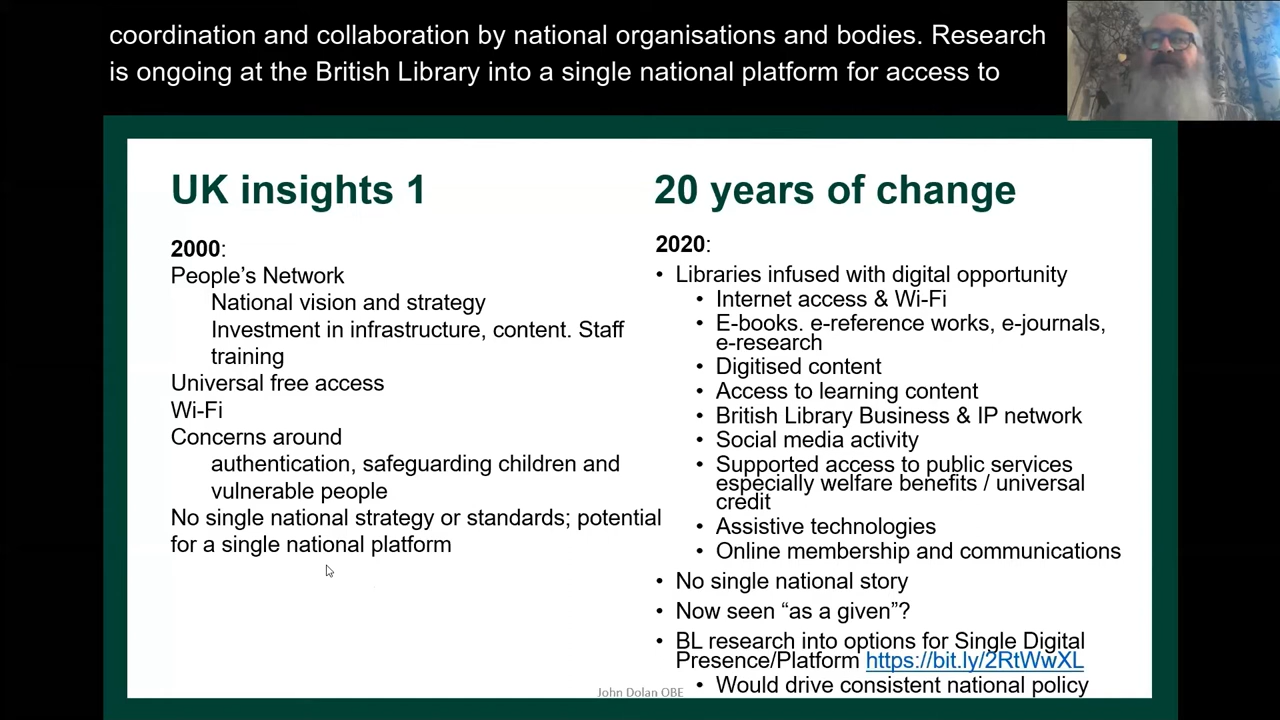 coordination and collaboration by national organisations and bodies. Research
is ongoing at the British Library into a single national platform for access to
UK insights 1
2000:
People’s Network
National vision and strategy
Investment in infrastructure, content. Staff
training
Universal free access
Wi-Fi
Concerns around
authentication, safeguarding children and
vulnerable people
No single national strategy or standards; potential
for a single national platform
20 years of change
2020:
• Libraries infused with digital opportunity
• Internet access & Wi-Fi
• E-books. e-reference works, e-journals,
e-research
• Digitised content
• Access to learning content
• British Library Business & IP network
• Social media activity
• Supported access to public services
especially welfare benefits / universal
credit
• Assistive technologies
• Online membership and communications
• No single national story
• Now seen “as a given”?
• BL research into options for Single Digital
Presence/Platform https://bit.ly/2RtWwXL
• Would drive consistent national policy
John Dolan OBE